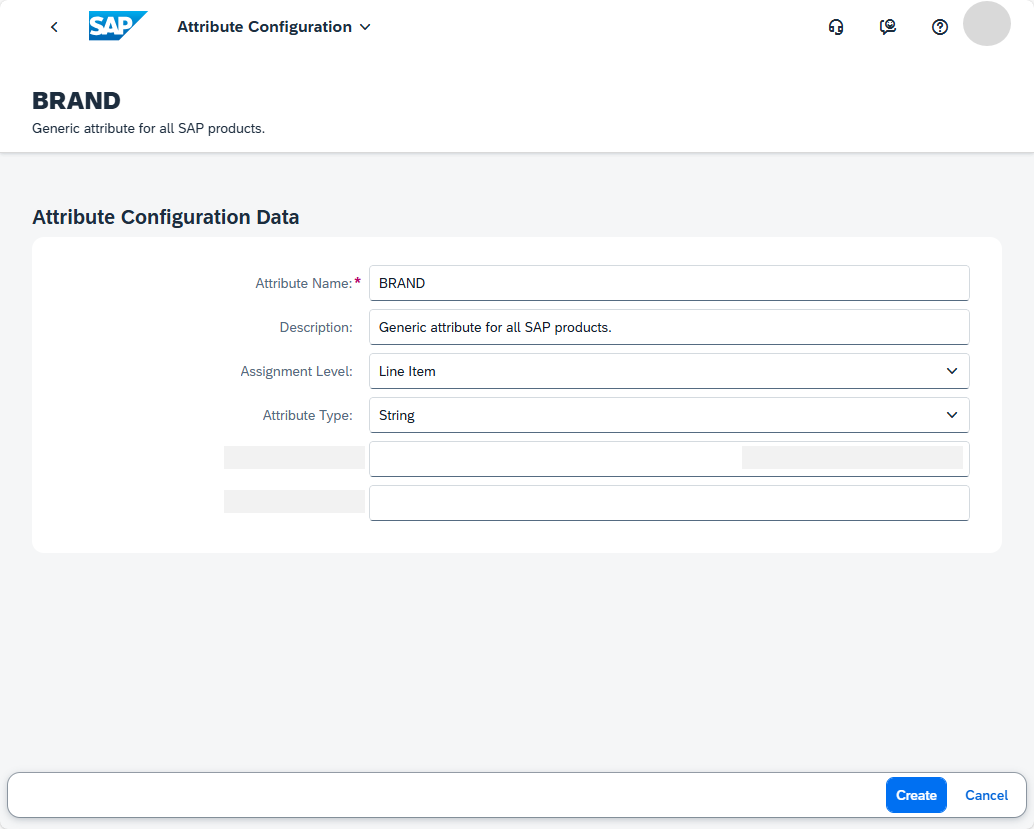 SAP Attribute Configuration
BRAND
Generic attribute for all SAP products.
Attribute Configuration Data
Attribute Name:* BRAND
Description: Generic attribute for all SAP products.
Assignment Level: Line Item
Attribute Type: String
Create Cancel